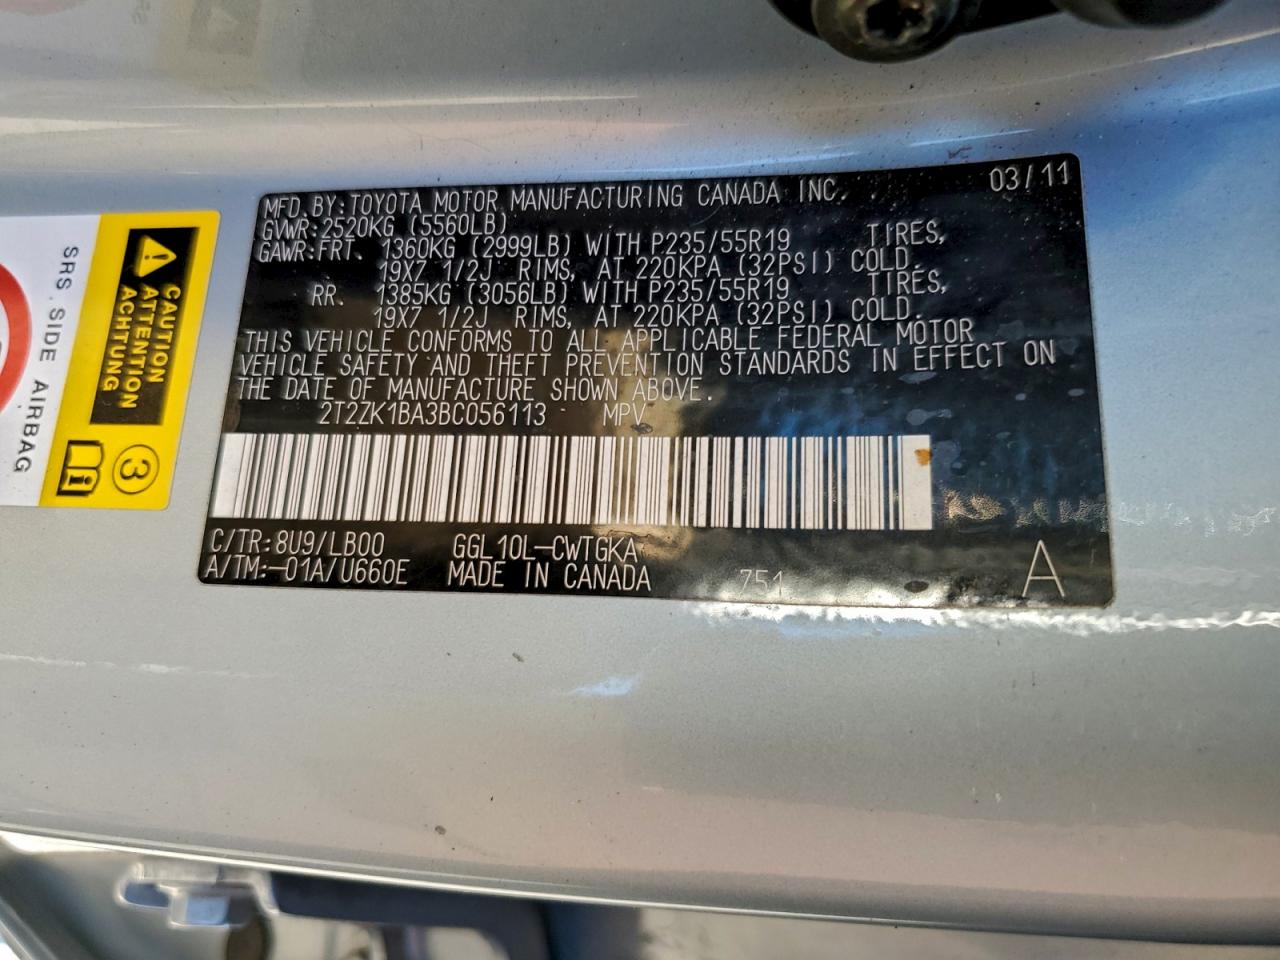 MFD. BY: TOYOTA MOTOR MANUFACTURING CANADA INC. 03/11
GVWR: 2520KG (5560LB)
GAWR: FRT. 1360KG (2999LB) WITH P235/55R19 TIRES,
19X7 1/2J RIMS, AT 220KPA (32PSI) COLD.
RR. 1385KG (3056LB) WITH P235/55R19 TIRES,
19X7 1/2J RIMS, AT 220KPA (32PSI) COLD.
THIS VEHICLE CONFORMS TO ALL APPLICABLE FEDERAL MOTOR
VEHICLE SAFETY AND THEFT PREVENTION STANDARDS IN EFFECT ON
THE DATE OF MANUFACTURE SHOWN ABOVE.
2T2ZK1BA3BC056113 MPV
C/TR: 8U9/LB00 GGL10L-CWTGKA
A/TM: -01A/U660E MADE IN CANADA 751 A
CAUTION
ATTENTION
ACHTUNG
3
SRS SIDE AIRBAG